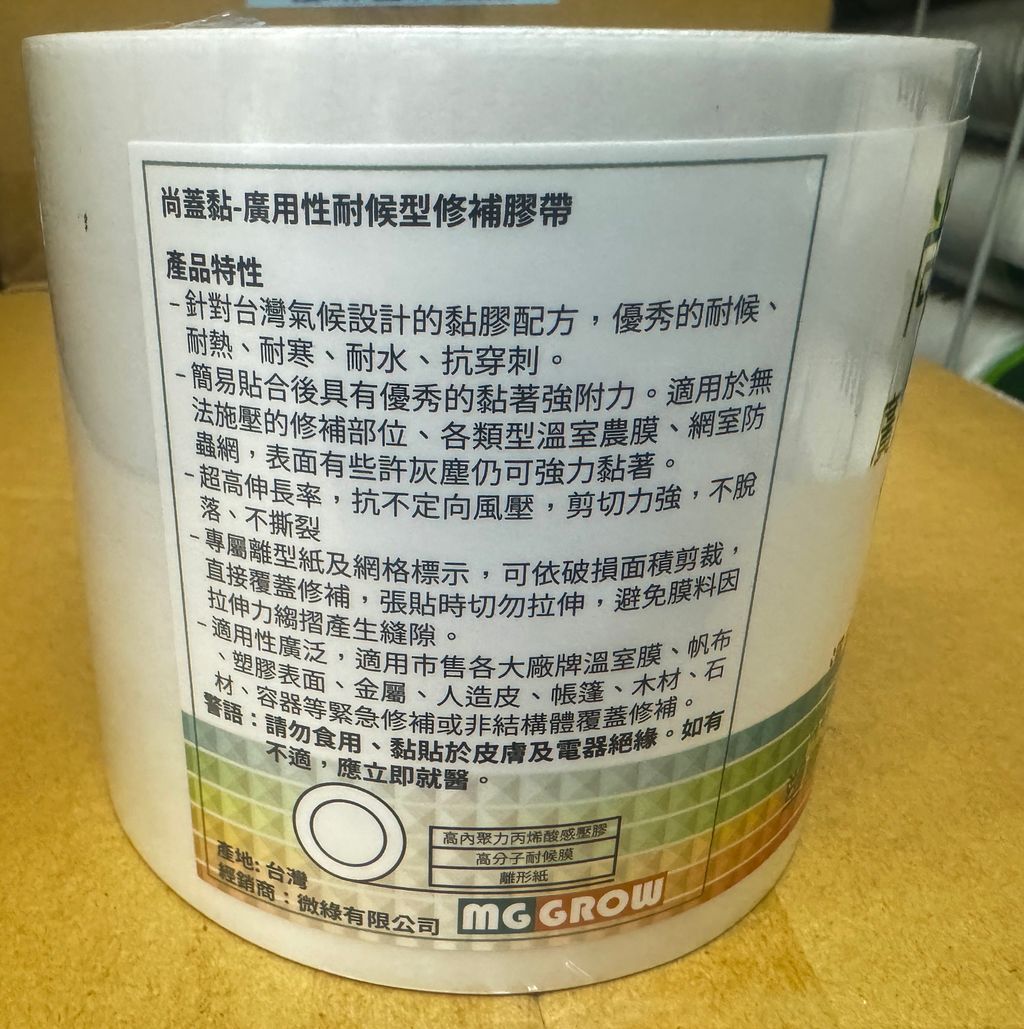 尚蓋黏-廣用性耐候型修補膠帶
產品特性
-針對台灣氣候設計的黏膠配方，優秀的耐候、
耐熱、耐寒、耐水、抗穿刺。
-簡易貼合後具有優秀的黏著強附力。適用於無
法施壓的修補部位、各類型溫室農膜、網室防
蟲網，表面有些許灰塵仍可強力黏著。
-超高伸長率，抗不定向風壓，剪切力強，不脫
落、不撕裂
-專屬離型紙及網格標示，可依破損面積剪裁，
直接覆蓋修補，張貼時切勿拉伸，避免膜料因
拉伸力縐摺產生縫隙。
-適用性廣泛，適用市售各大廠牌溫室膜、帆布
、塑膠表面、金屬、人造皮、帳篷、木材、石
材、容器等緊急修補或非結構體覆蓋修補。
警語：請勿食用、黏貼於皮膚及電器絕緣。如有
不適，應立即就醫。
高內聚力丙烯酸感壓膠
高分子耐候膜
離形紙
產地: 台灣
經銷商：微綠有限公司
MG GROW